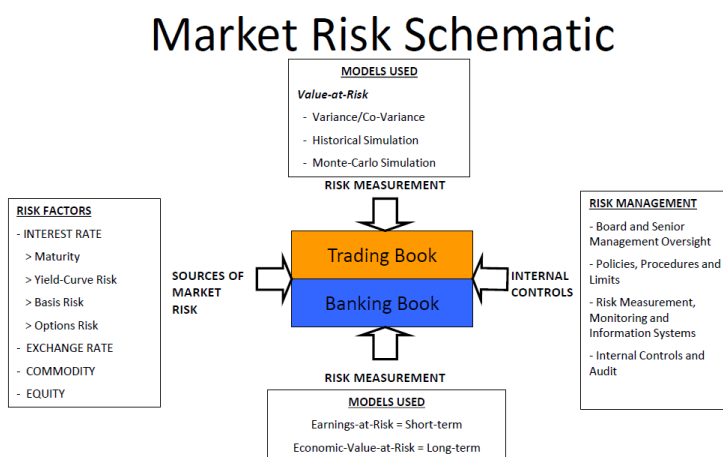 Market Risk Schematic
MODELS USED
Value-at-Risk
- Variance/Co-Variance
- Historical Simulation
- Monte-Carlo Simulation
RISK MEASUREMENT
RISK FACTORS
- INTEREST RATE
> Maturity
> Yield-Curve Risk
> Basis Risk
> Options Risk
- EXCHANGE RATE
- COMMODITY
- EQUITY
SOURCES OF
MARKET
RISK
Trading Book
Banking Book
INTERNAL
CONTROLS
RISK MANAGEMENT
- Board and Senior
Management Oversight
- Policies, Procedures and
Limits
- Risk Measurement,
Monitoring and
Information Systems
- Internal Controls and
Audit
RISK MEASUREMENT
MODELS USED
Earnings-at-Risk = Short-term
Economic-Value-at-Risk = Long-term